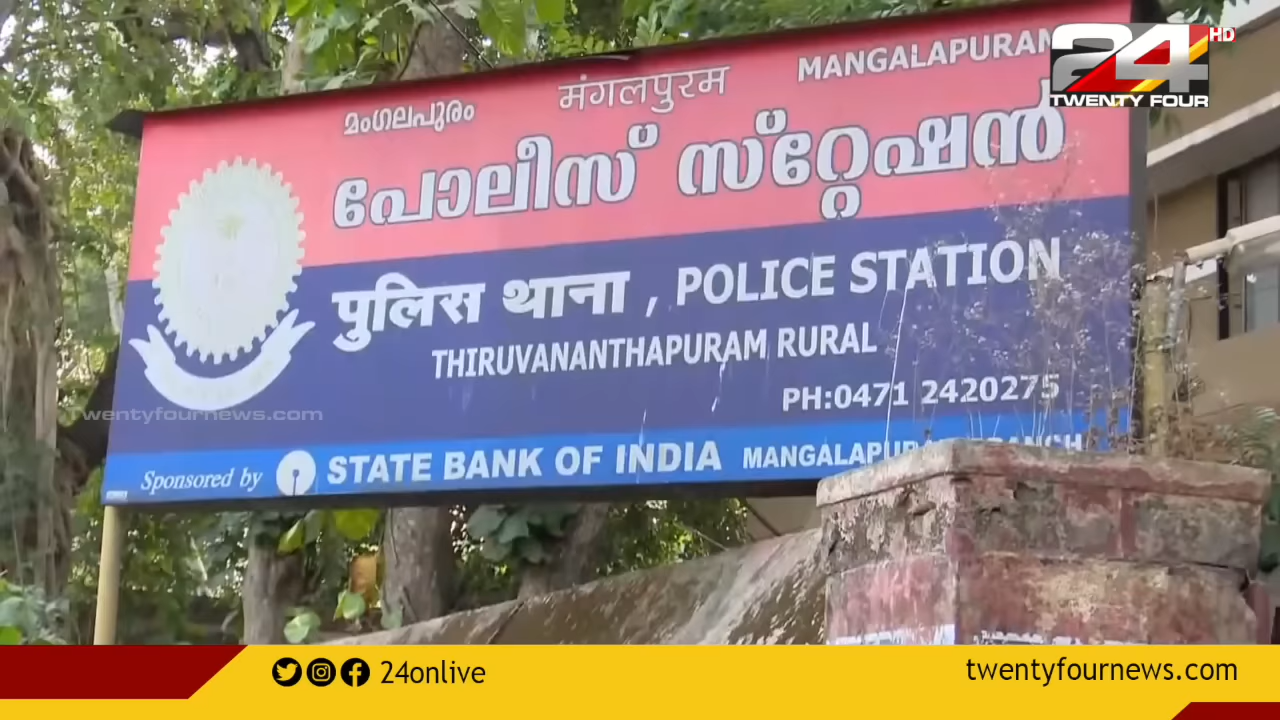 24 HD
TWENTY FOUR
മംഗലപുരം मंगलपुरम MANGALAPURAM
പോലീസ് സ്റ്റേഷൻ
पुलिस थाना , POLICE STATION
THIRUVANANTHAPURAM RURAL
PH:0471 2420275
Twentyfournews.com
Sponsored by STATE BANK OF INDIA
24onlive
twentyfournews.com